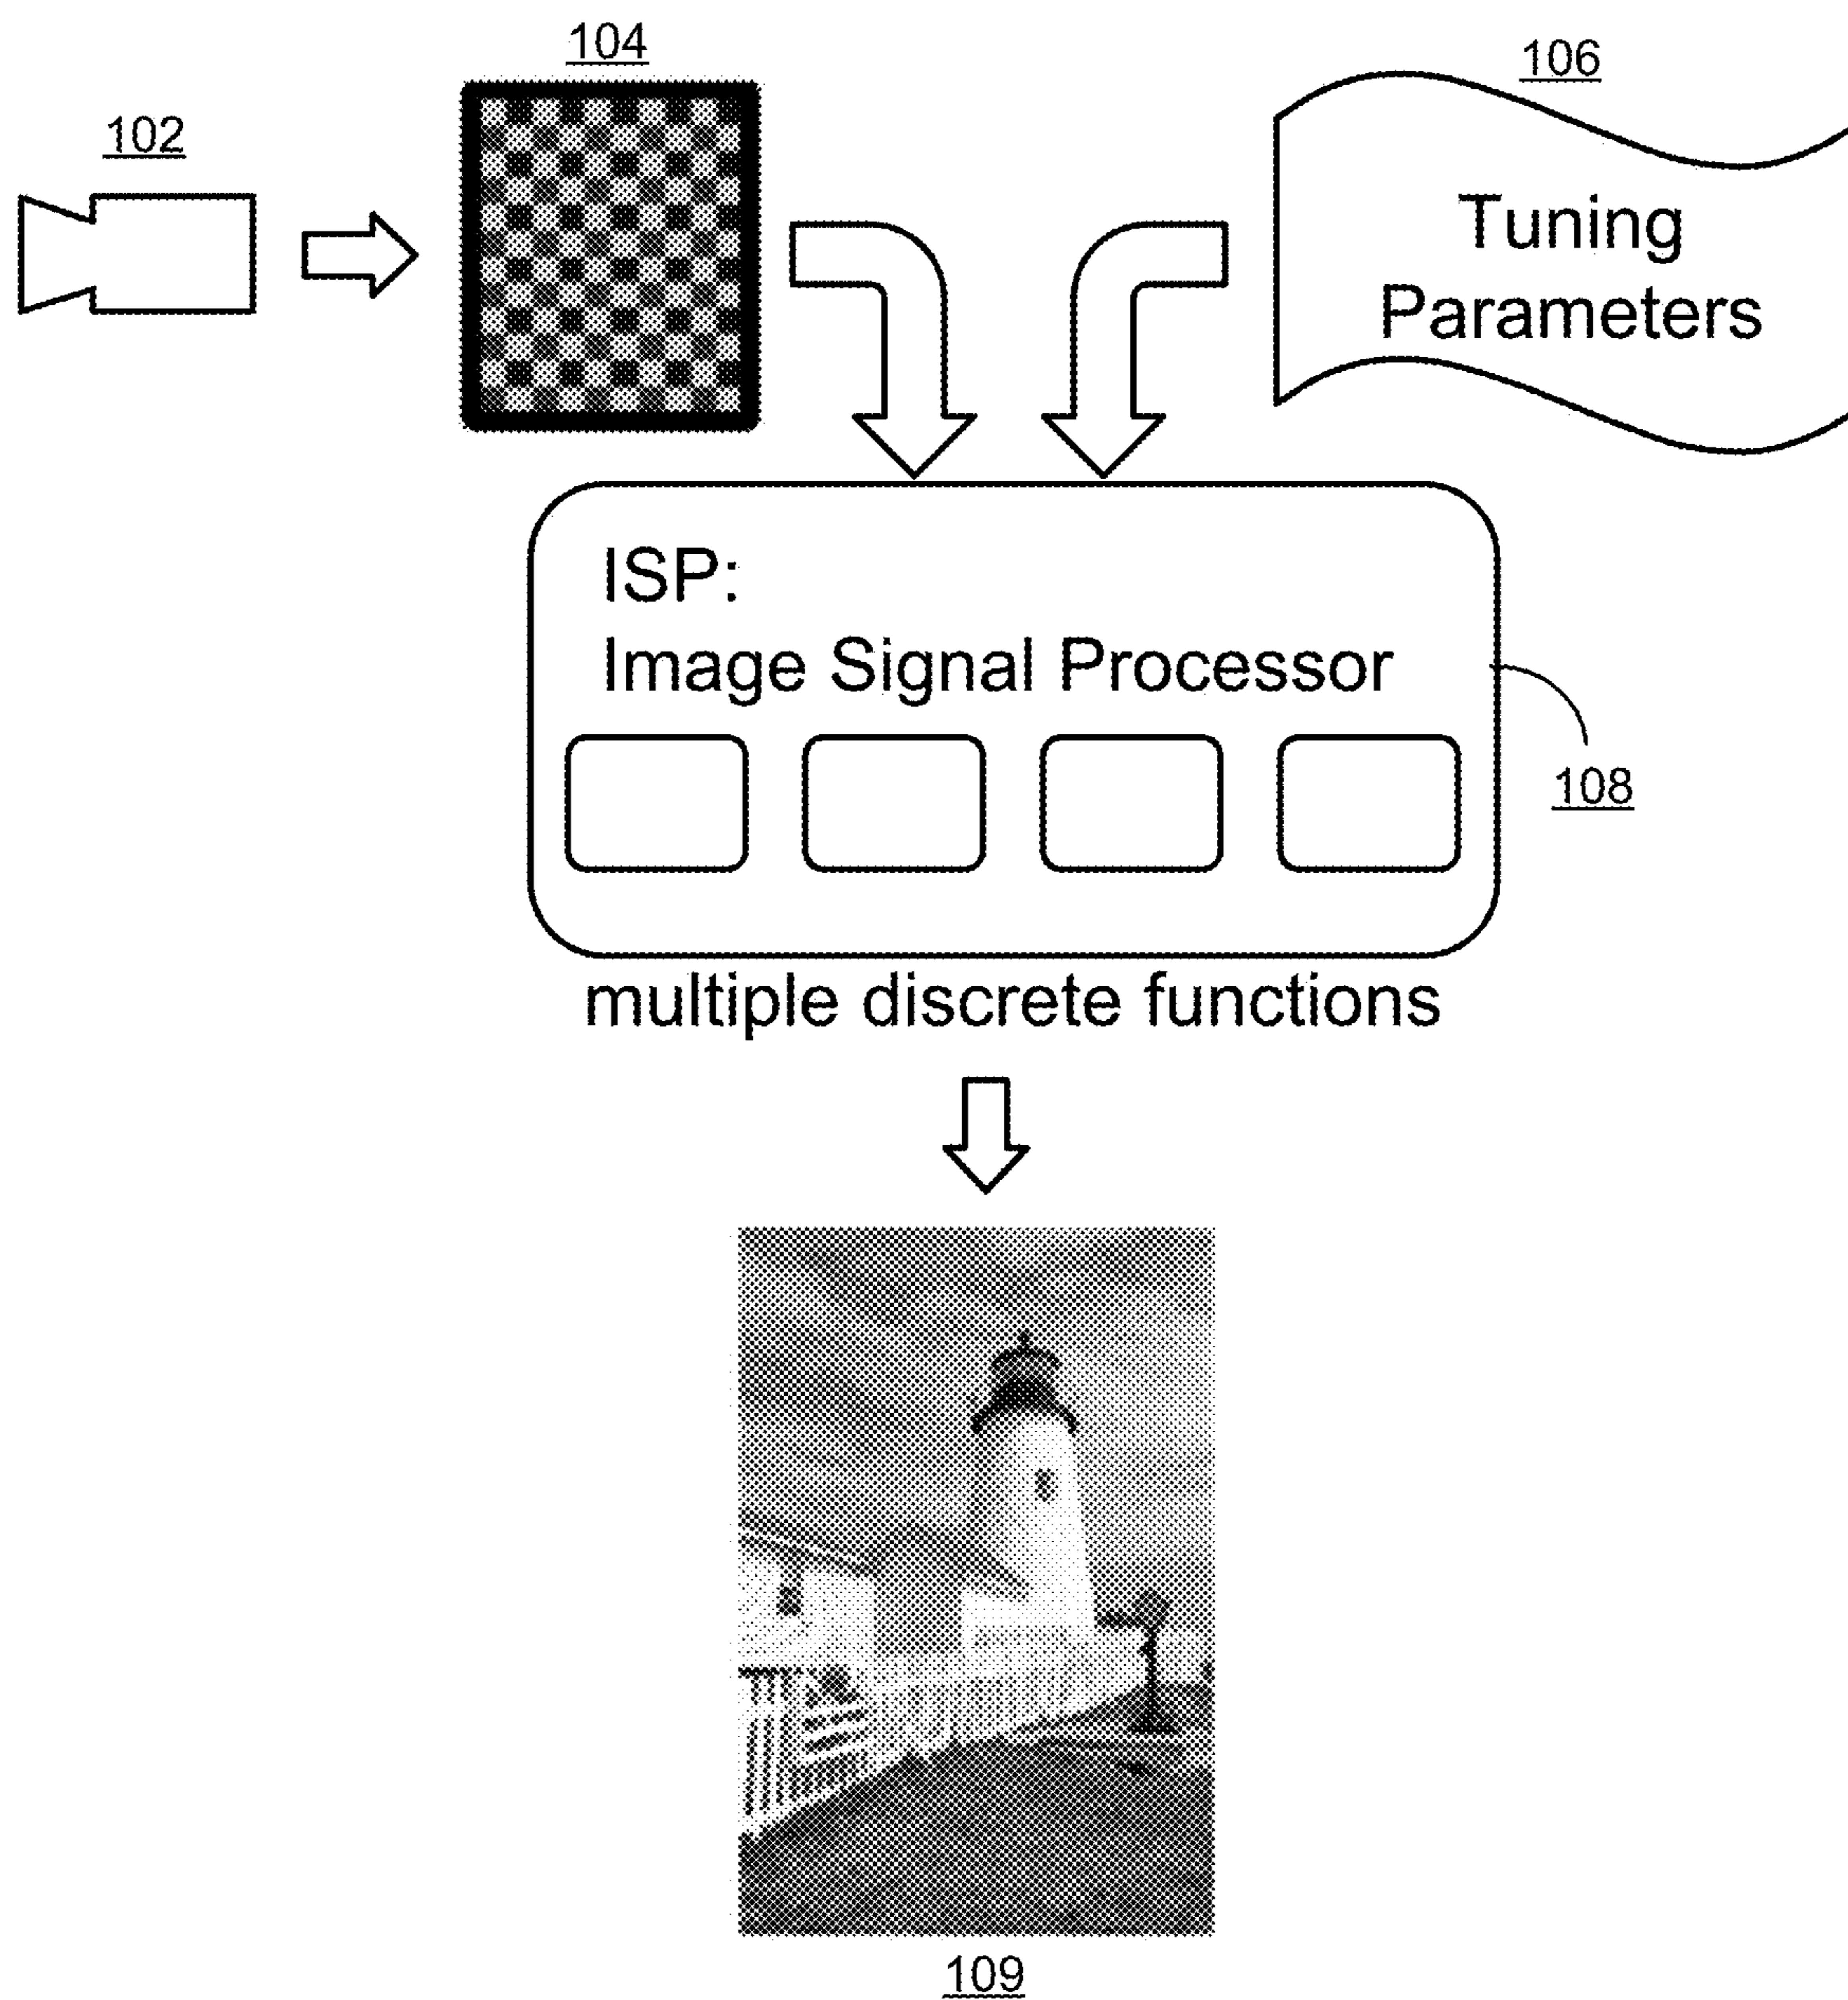 104
106
102
Tuning
Parameters
ISP:
Image Signal Processor
108
multiple discrete functions
109